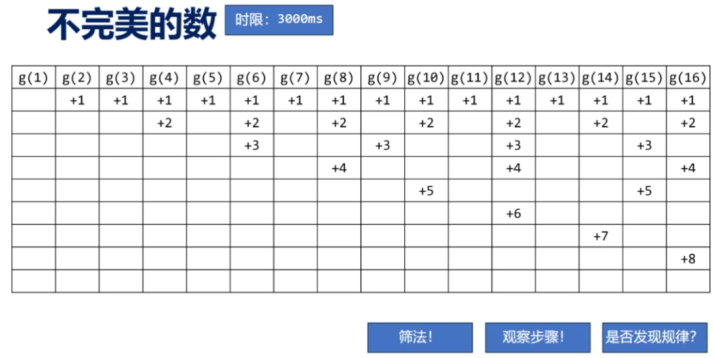 不完美的数
时限：3000ms
g(1) g(2) g(3) g(4) g(5) g(6) g(7) g(8) g(9) g(10) g(11) g(12) g(13) g(14) g(15) g(16)
+1 +1 +1 +1 +1 +1 +1 +1 +1 +1 +1 +1 +1 +1 +1
+2 +2 +2 +2 +2 +2 +2
+3 +3 +3 +3
+4 +4 +4
+5 +5
+6
+7
+8
筛法！ 观察步骤！ 是否发现规律？